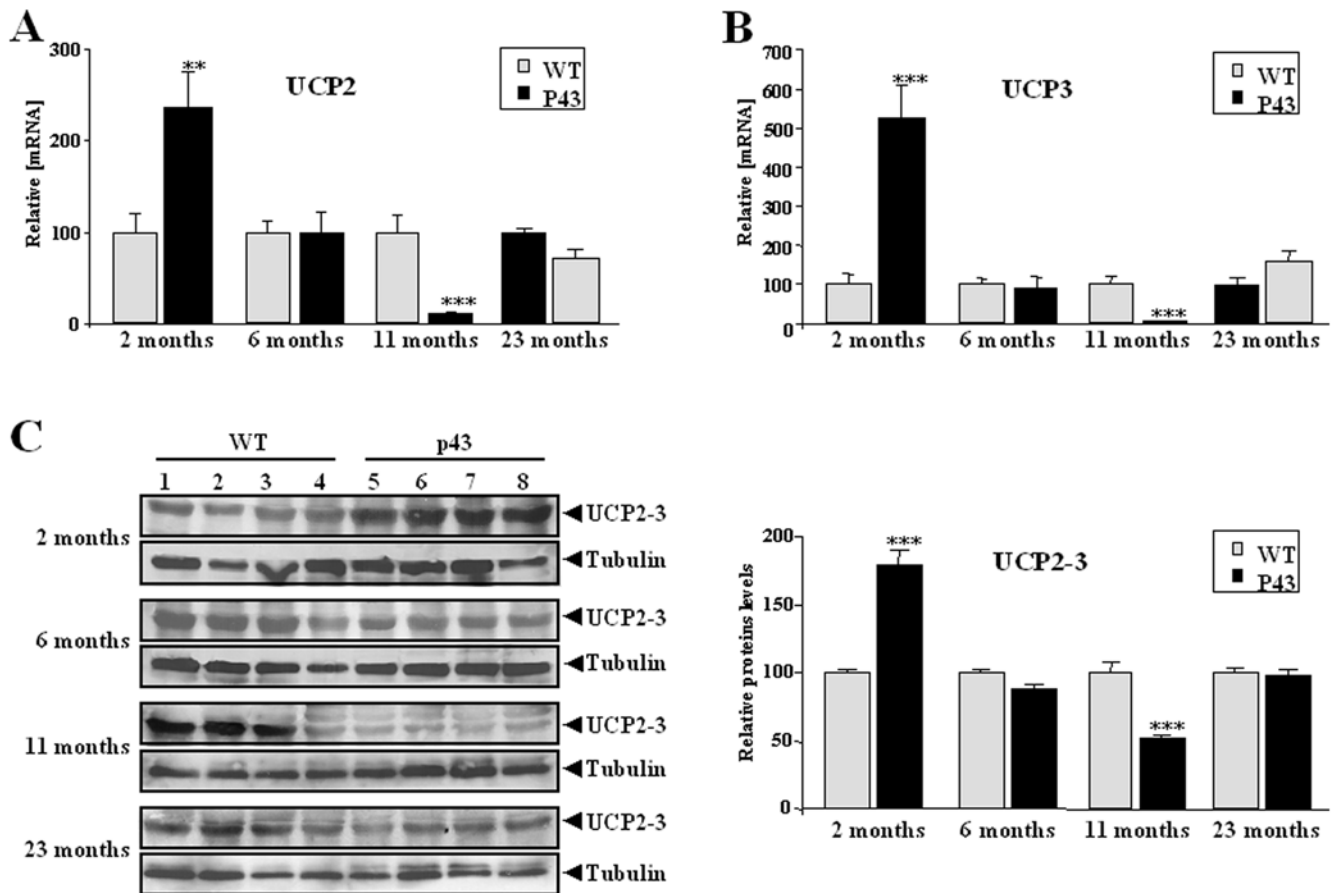 A
300
200
100
0
Relative [mRNA]
UCP2
WT
P43
**
***
2 months
6 months
11 months
23 months
B
700
600
500
400
300
200
100
0
Relative [mRNA]
UCP3
WT
P43
***
***
2 months
6 months
11 months
23 months
C
WT
p43
1 2 3 4 5 6 7 8
2 months
UCP2-3
Tubulin
6 months
UCP2-3
Tubulin
11 months
UCP2-3
Tubulin
23 months
UCP2-3
Tubulin
200
150
100
50
0
Relative proteins levels
UCP2-3
WT
P43
***
***
2 months
6 months
11 months
23 months